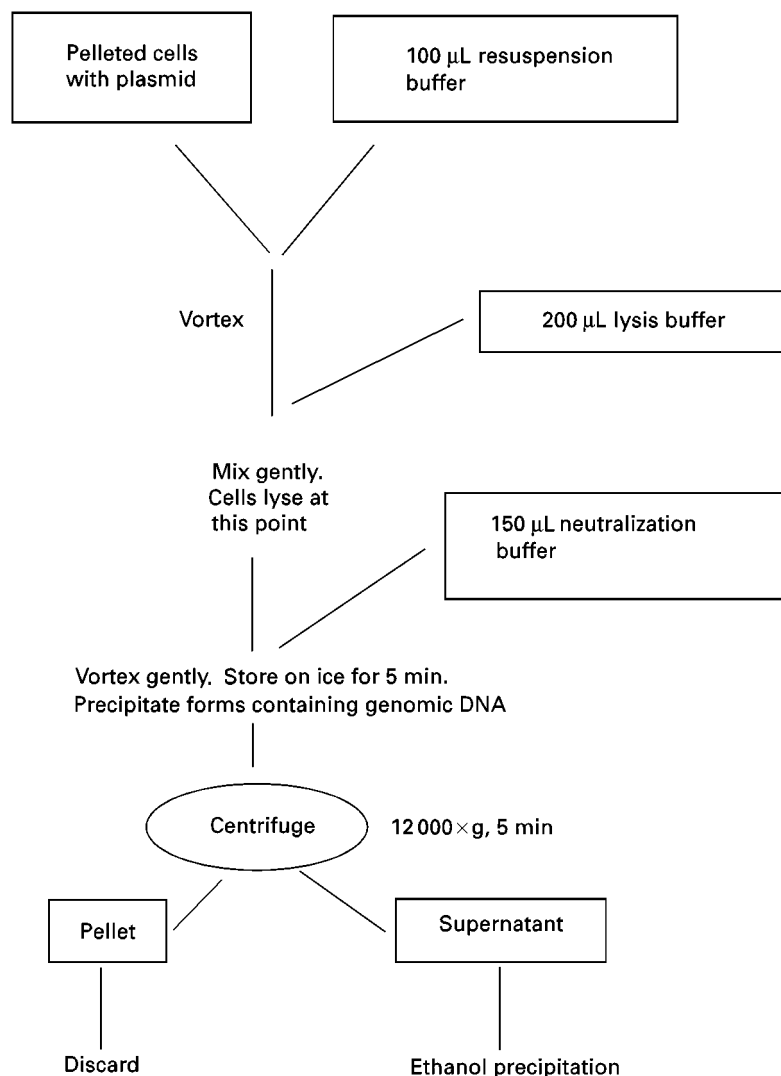 Pelleted cells
with plasmid
100 μL resuspension
buffer
Vortex
200 μL lysis buffer
Mix gently.
Cells lyse at
this point
150 μL neutralization
buffer
Vortex gently. Store on ice for 5 min.
Precipitate forms containing genomic DNA
Centrifuge
12 000×g, 5 min
Pellet
Supernatant
Discard
Ethanol precipitation